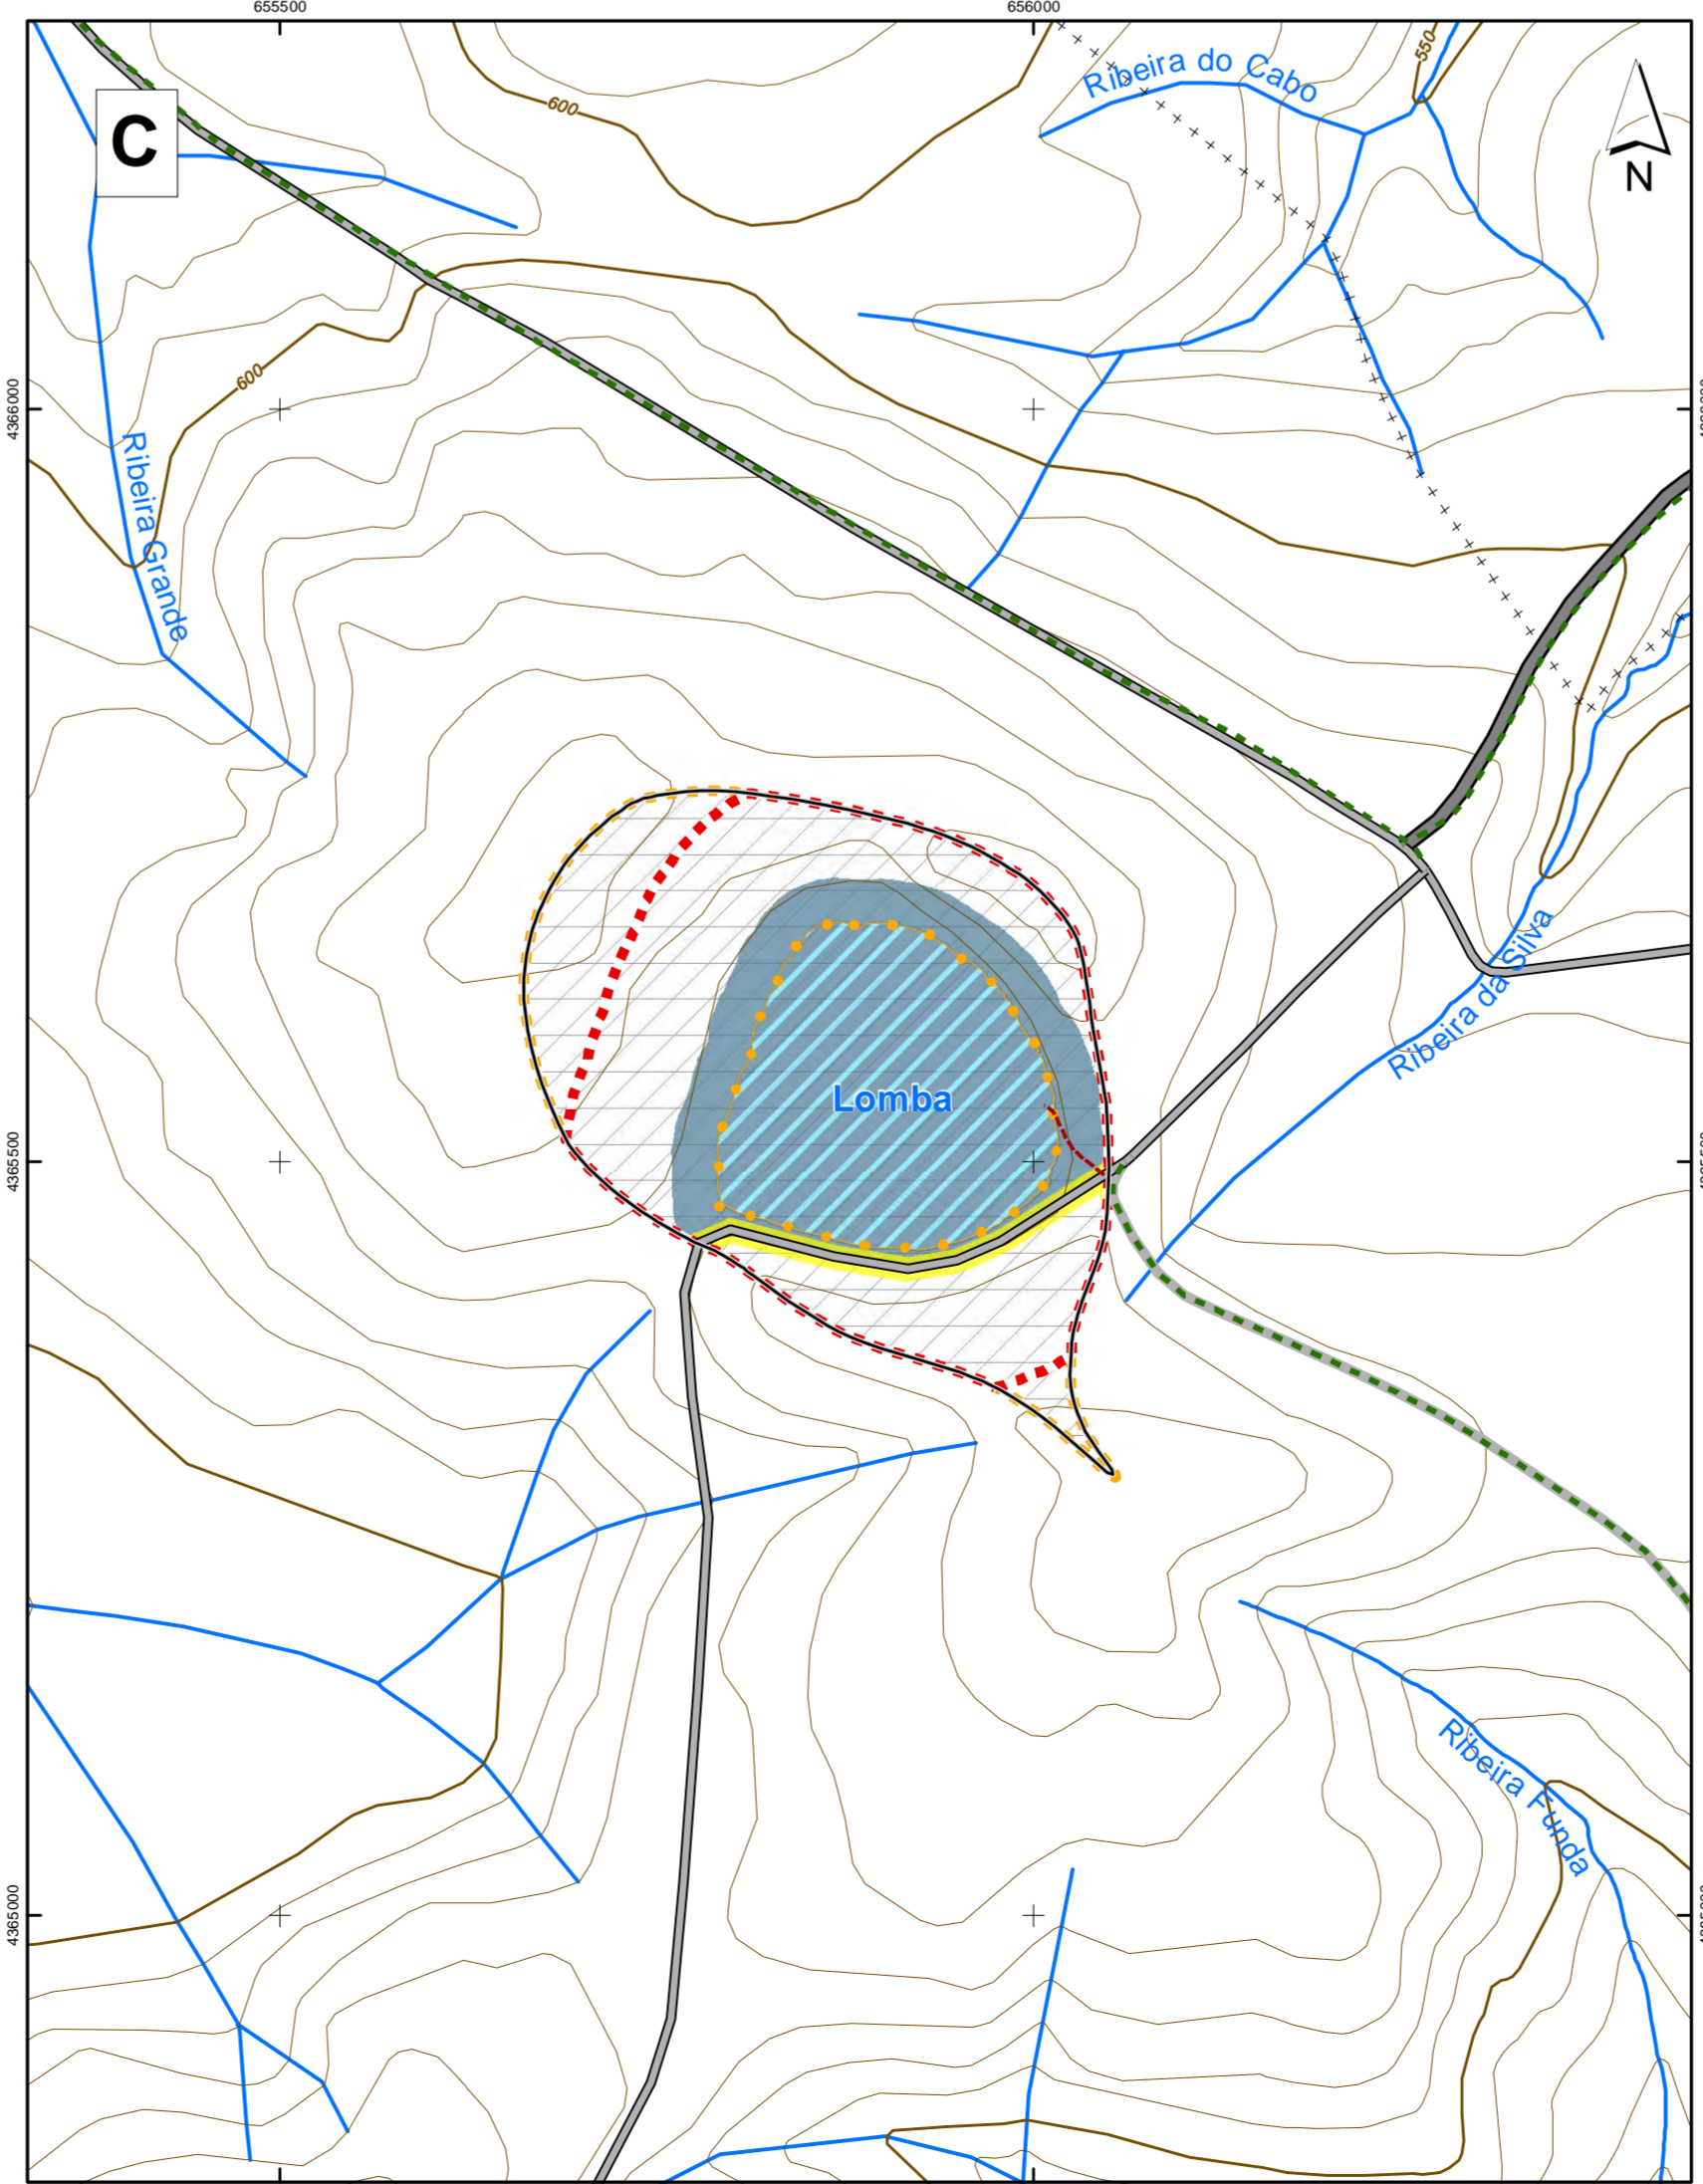 655500
656000
C
Ribeira do Cabo
550
N
600
600
4366000
Ribeira Grande
Lomba
Ribeira da Silva
4365500
Ribeira Funda
4365000